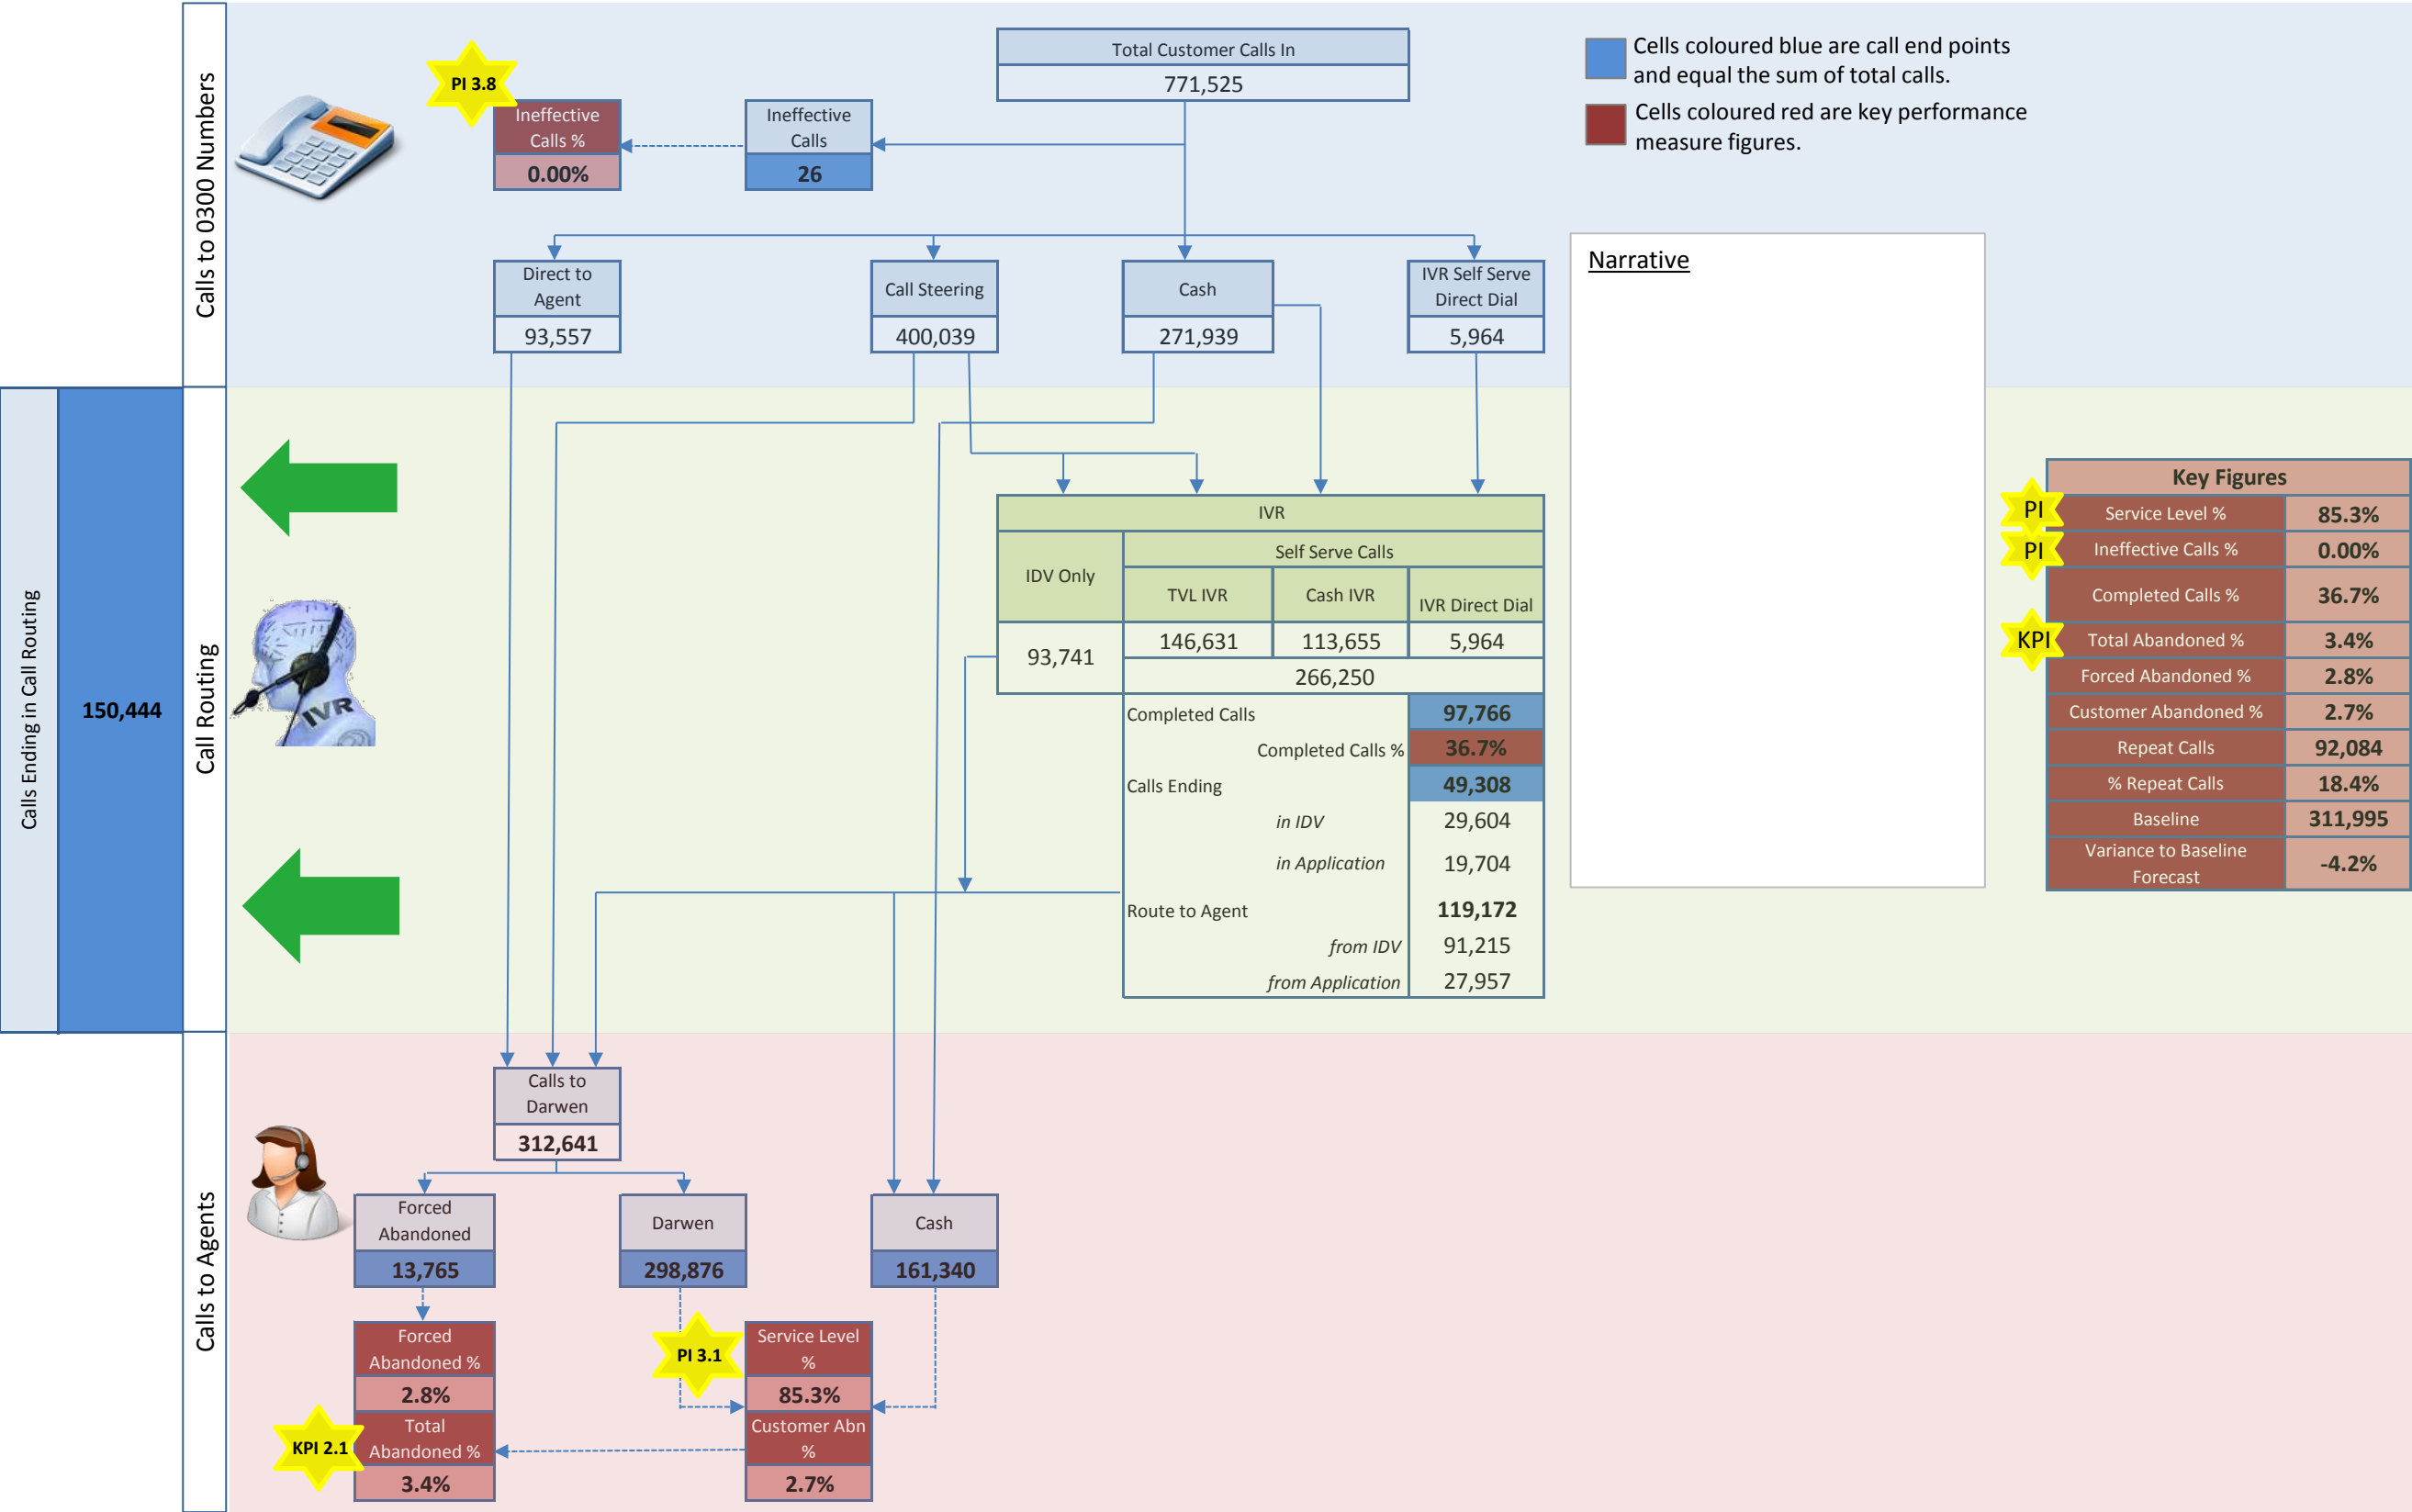 Calls to 0300 Numbers
PI 3.8
Ineffective
Calls %
0.00%
Ineffective
Calls
26
Total Customer Calls In
771,525
Cells coloured blue are call end points
and equal the sum of total calls.
Cells coloured red are key performance
measure figures.
Direct to
Agent
93,557
Call Steering
400,039
Cash
271,939
IVR Self Serve
Direct Dial
5,964
Narrative
Calls Ending in Call Routing
150,444
Call Routing
IVR
IVR
IDV Only
Self Serve Calls
TVL IVR
Cash IVR
IVR Direct Dial
93,741
146,631
113,655
5,964
266,250
Completed Calls
97,766
Completed Calls %
36.7%
Calls Ending
49,308
in IDV
29,604
in Application
19,704
Route to Agent
119,172
from IDV
91,215
from Application
27,957
Key Figures
PI
Service Level %
85.3%
PI
Ineffective Calls %
0.00%
Completed Calls %
36.7%
KPI
Total Abandoned %
3.4%
Forced Abandoned %
2.8%
Customer Abandoned %
2.7%
Repeat Calls
92,084
% Repeat Calls
18.4%
Baseline
311,995
Variance to Baseline
Forecast
-4.2%
Calls to Agents
Calls to
Darwen
312,641
Forced
Abandoned
13,765
Darwen
298,876
Cash
161,340
Forced
Abandoned %
2.8%
PI 3.1
Service Level
%
85.3%
KPI 2.1
Total
Abandoned %
3.4%
Customer Abn
%
2.7%